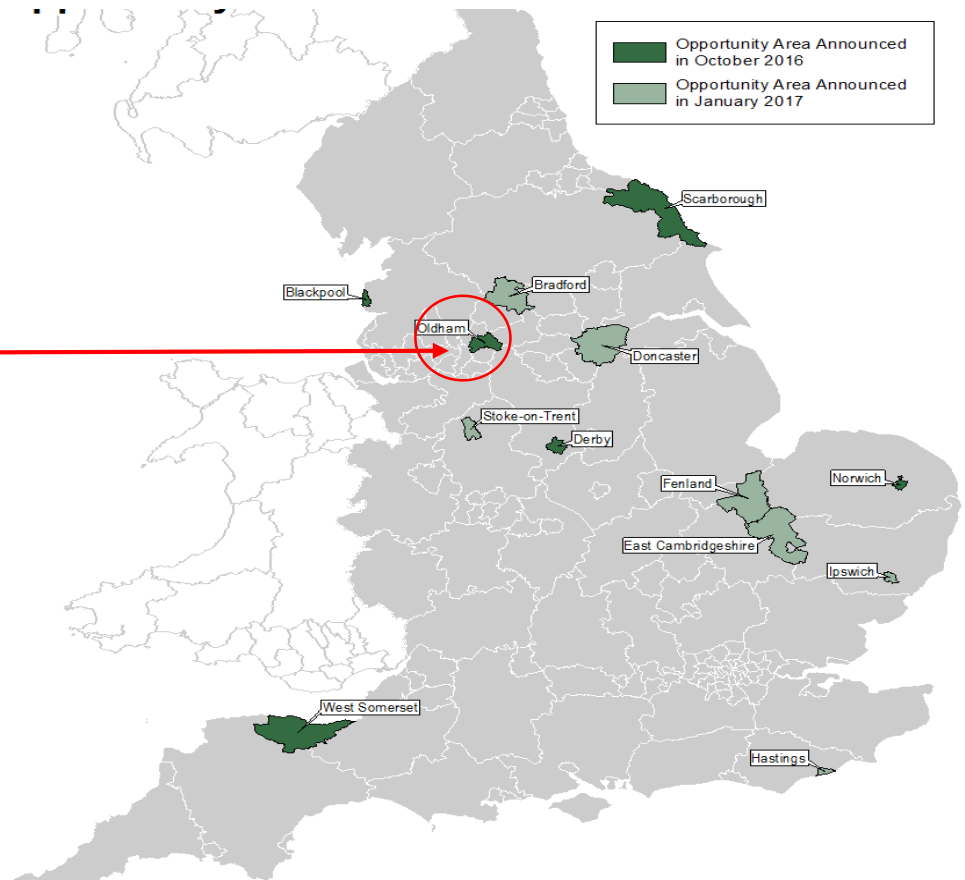 Opportunity Area Announced
in October 2016
Opportunity Area Announced
in January 2017
Scarborough
Bradford
Blackpool
Oldham
Doncaster
Stoke-on-Trent
Derby
Norwich
Fenland
East Cambridgeshire
Ipswich
West Somerset
Hastings